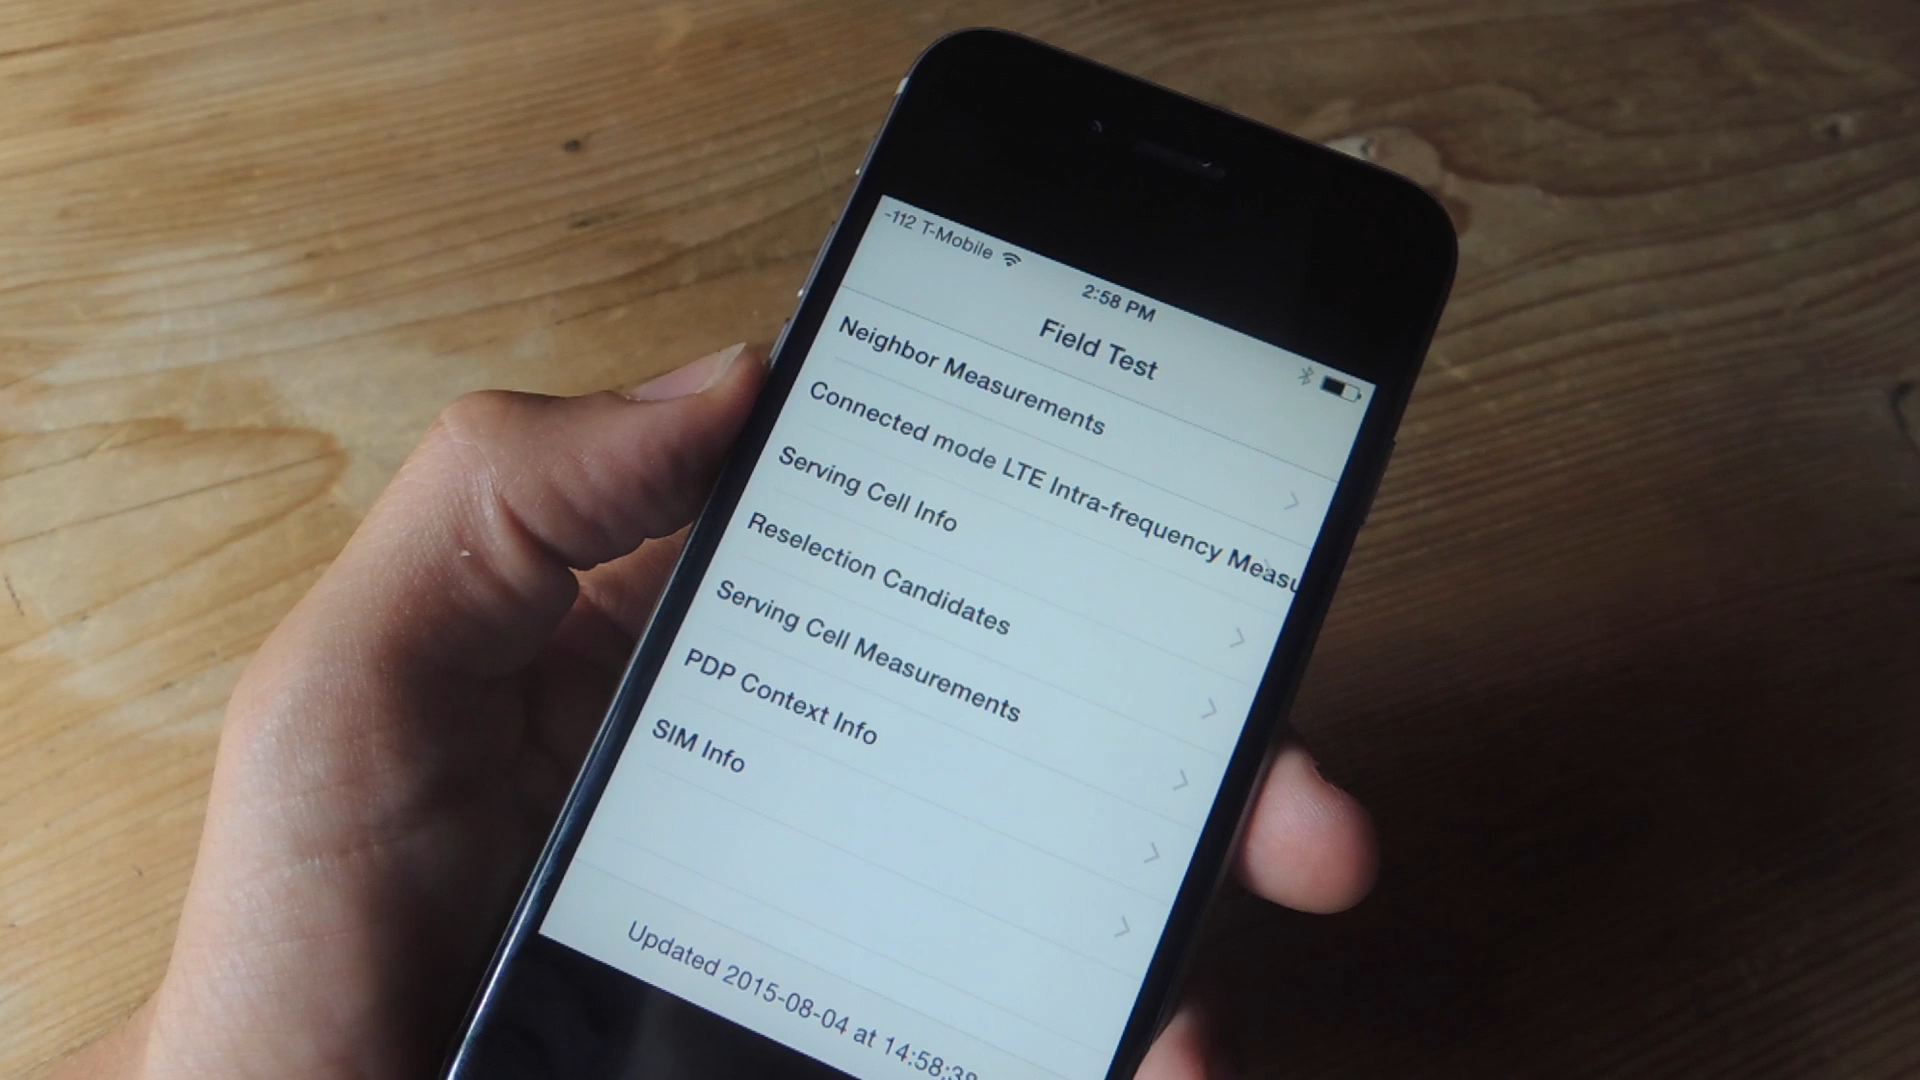 -112 T-Mobile
2:58 PM
Field Test
Neighbor Measurements
Connected mode LTE Intra-frequency Measu
Serving Cell Info
Reselection Candidates
Serving Cell Measurements
PDP Context Info
SIM Info
Updated 2015-08-04 at 14:58:38